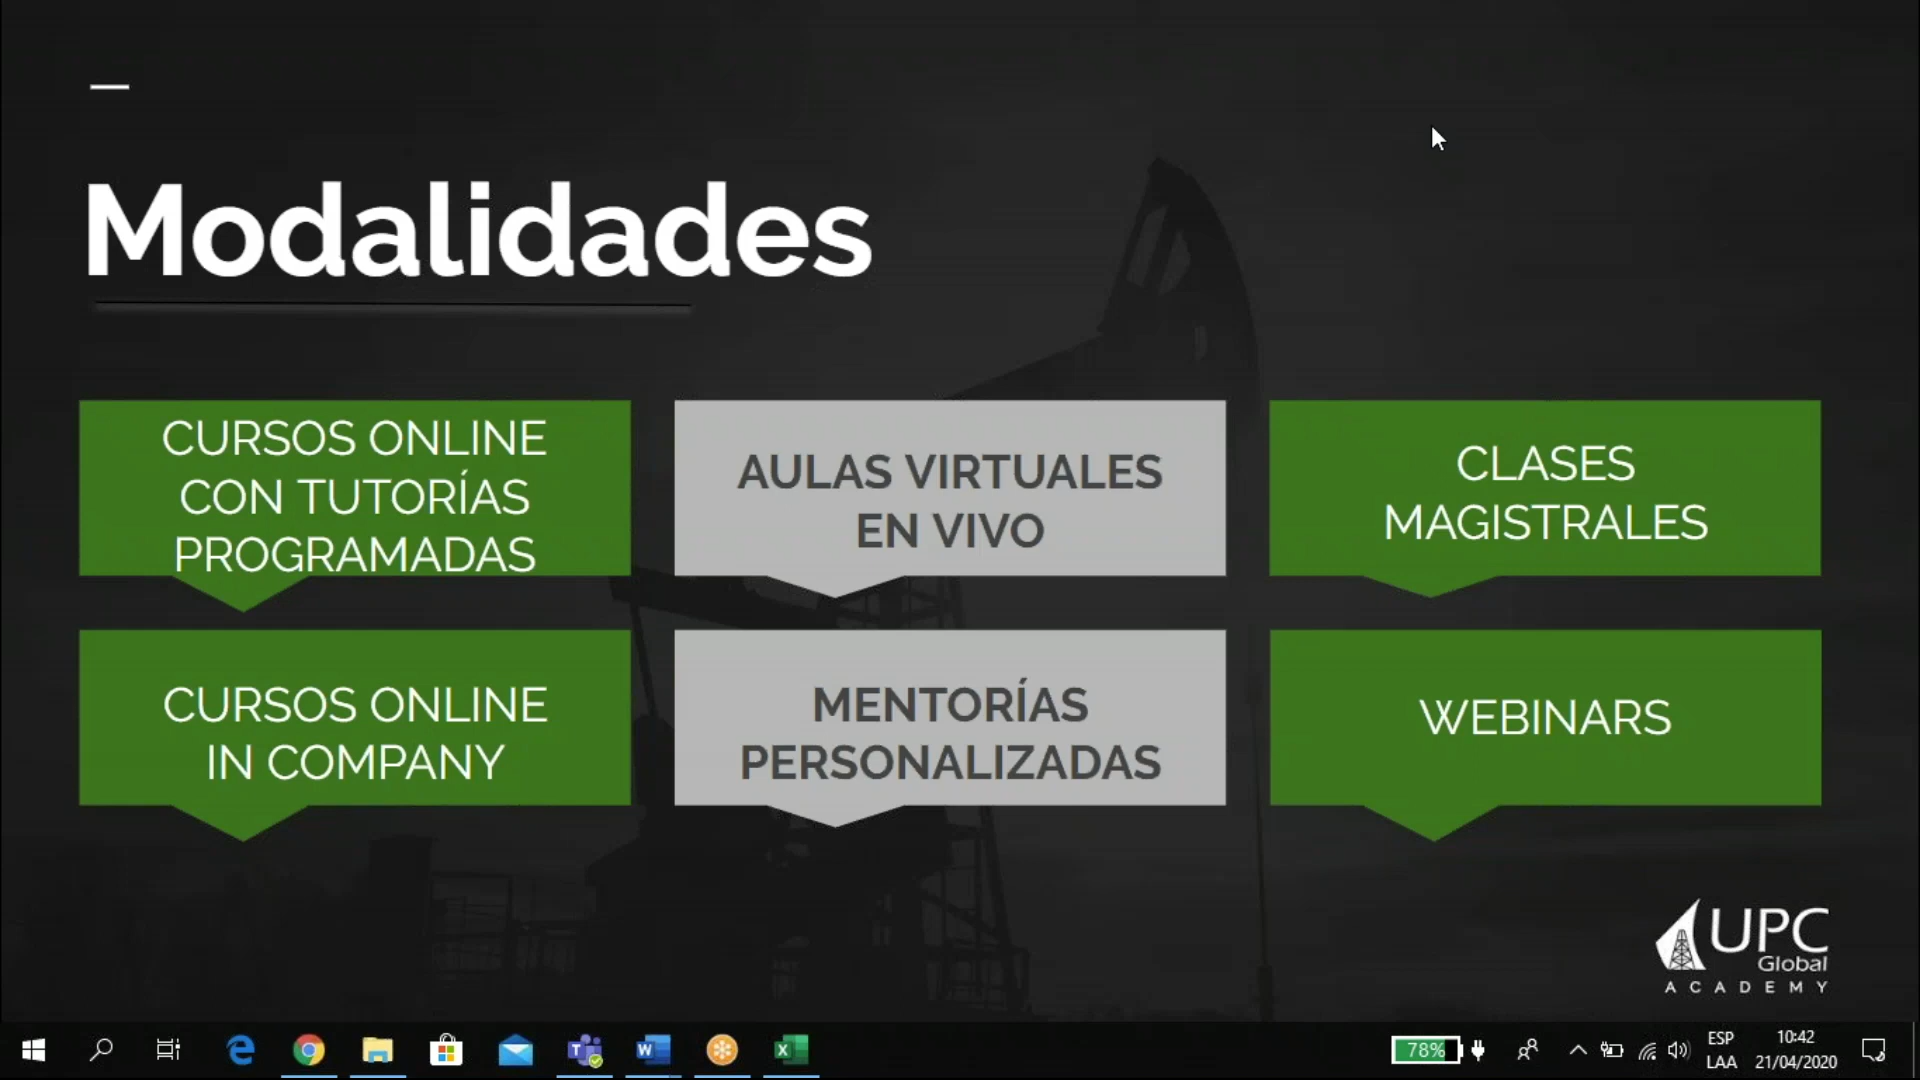 Modalidades
CURSOS ONLINE
CON TUTORÍAS
PROGRAMADAS
AULAS VIRTUALES
EN VIVO
CLASES
MAGISTRALES
CURSOS ONLINE
IN COMPANY
MENTORÍAS
PERSONALIZADAS
WEBINARS
UPC
Global
ACADEMY
78%
ESP
LAA
10:42
21/04/2020